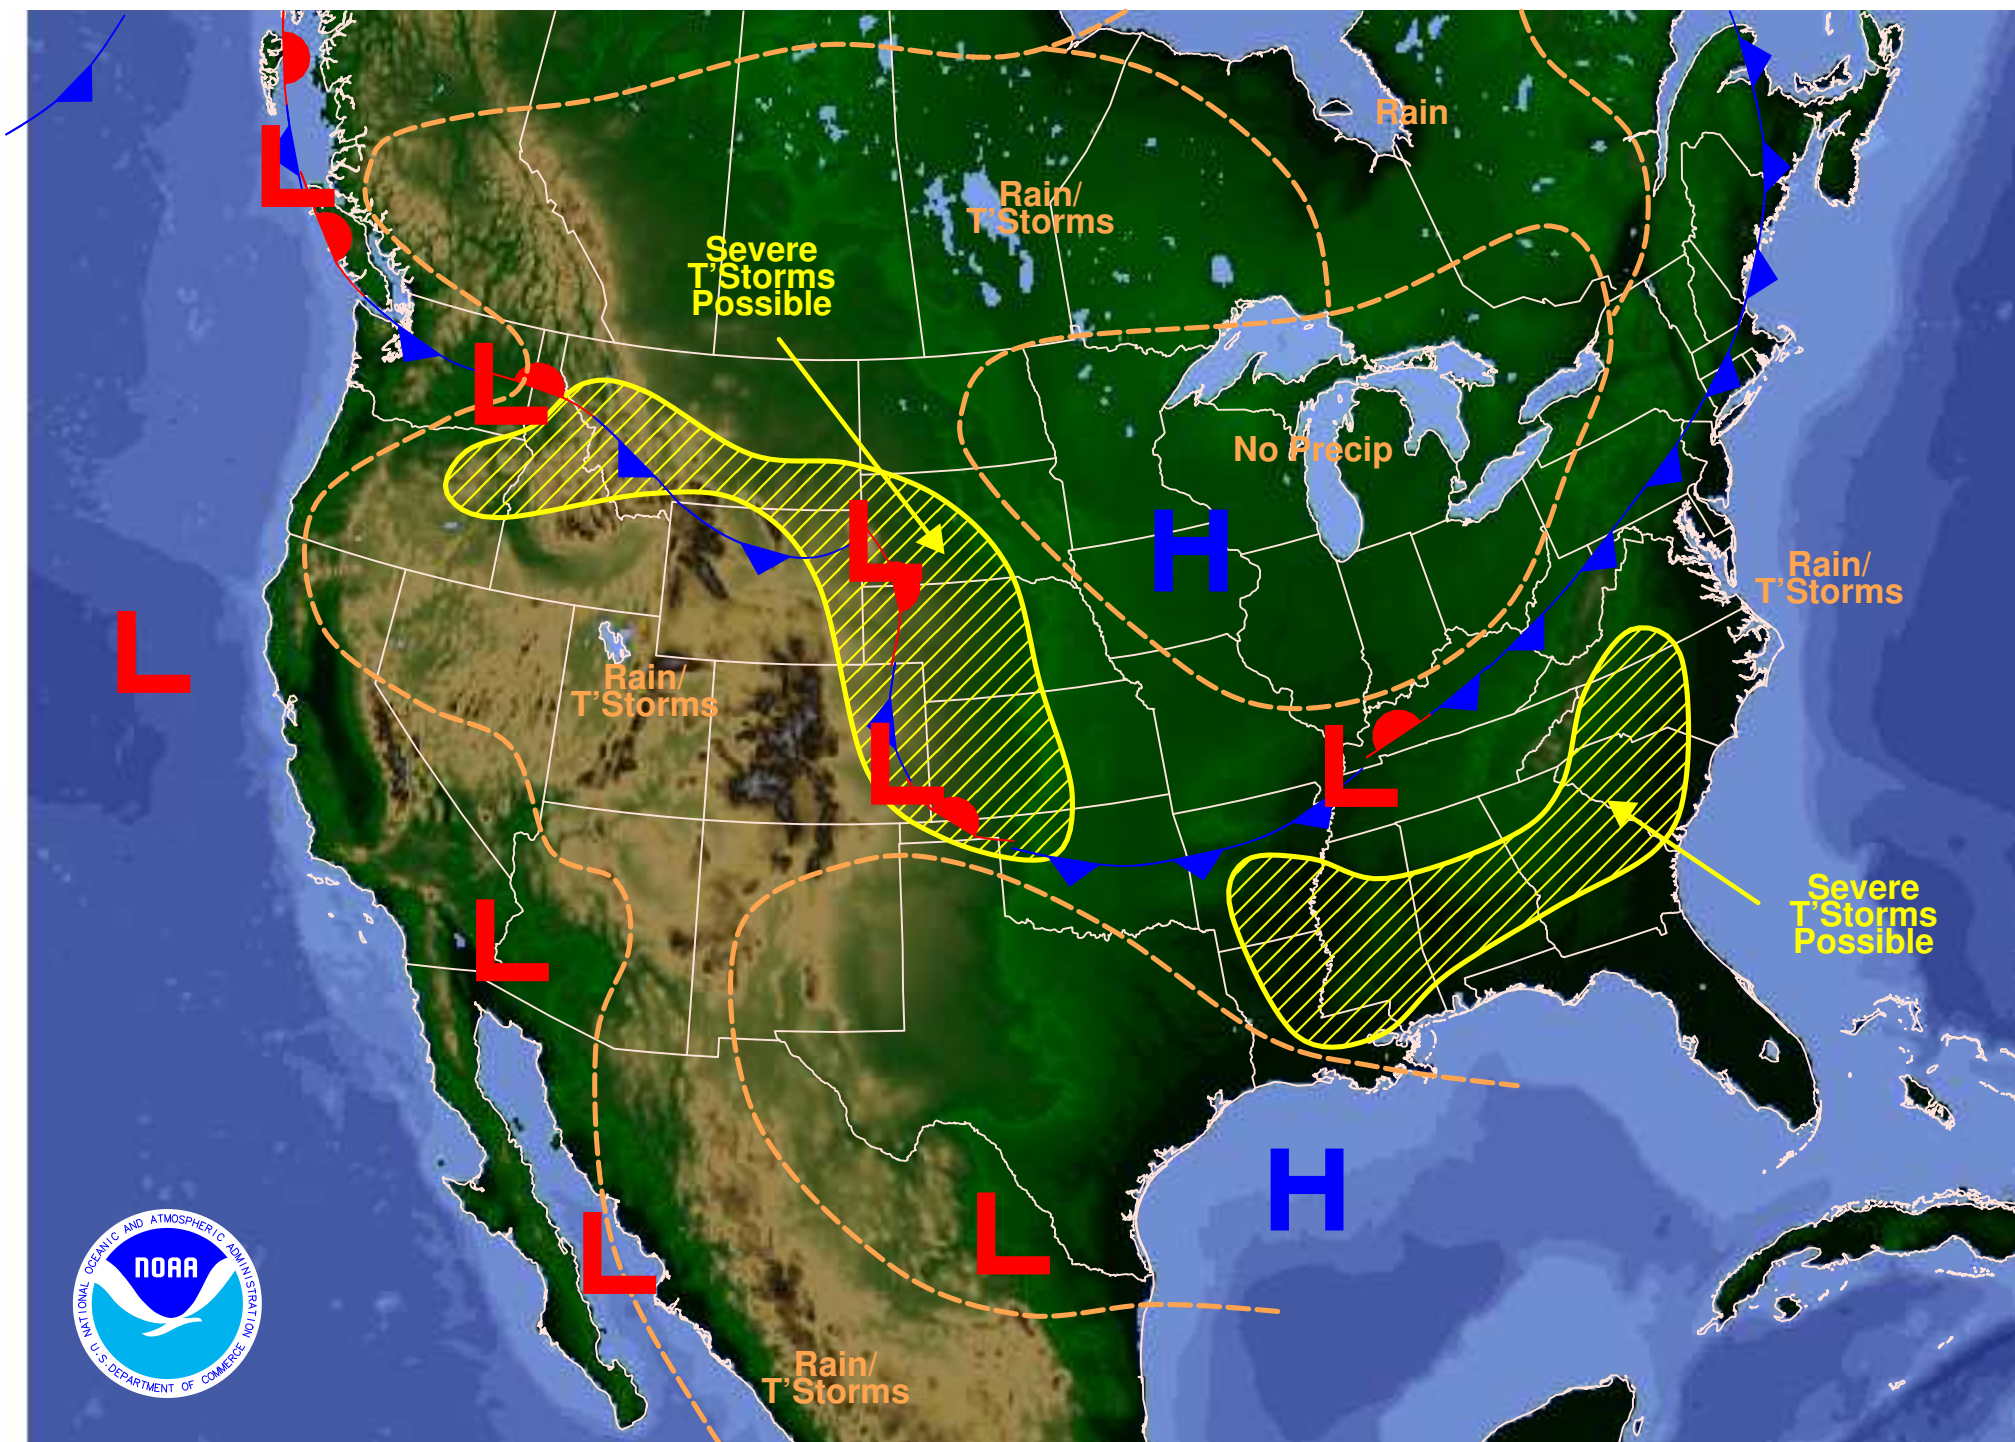 Rain
Rain/
T'Storms
Severe
T'Storms
Possible
No Precip
H
Rain/
T'Storms
Rain/
T'Storms
Severe
T'Storms
Possible
H
Rain/
T'Storms
L
L
L
L
L
L
L
L
L
NATIONAL OCEANIC AND ATMOSPHERIC ADMINISTRATION
NOAA
U.S. DEPARTMENT OF COMMERCE